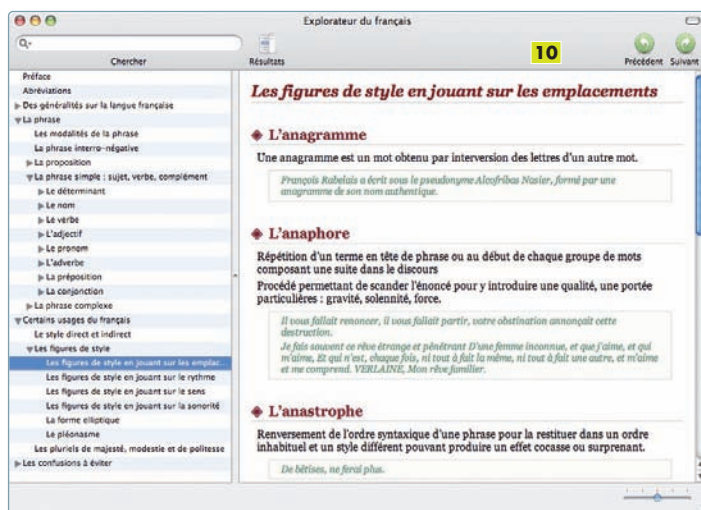 Explorateur du français
10
Chercher
Résultats
Précédent Suivant
Préface
Abréviations
Des généralités sur la langue française
La phrase
Les modalités de la phrase
La phrase interro-négative
La proposition
La phrase simple : sujet, verbe, complément
Le déterminant
Le nom
Le verbe
L'adjectif
Le pronom
L'adverbe
La préposition
La conjonction
La phrase complexe
Certains usages du français
Le style direct et indirect
Les figures de style
Les figures de style en jouant sur les emplac...
Les figures de style en jouant sur le rythme
Les figures de style en jouant sur le sens
Les figures de style en jouant sur la sonorité
La forme elliptique
Le pléonasme
Les pluriels de majesté, modestie et de politesse
Les confusions à éviter
Les figures de style en jouant sur les emplacements
L'anagramme
Une anagramme est un mot obtenu par interversion des lettres d'un autre mot.
François Rabelais a écrit sous le pseudonyme Alcofribas Nasier, formé par une
anagramme de son nom authentique.
L'anaphore
Répétition d'un terme en tête de phrase ou au début de chaque groupe de mots
composant une suite dans le discours
Procédé permettant de scander l'énoncé pour y introduire une qualité, une portée
particulières : gravité, solennité, force.
Il vous fallait renoncer, il vous fallait partir, votre obstination annonçait cette
destruction.
Je fais souvent ce rêve étrange et pénétrant D'une femme inconnue, et que j'aime, et qui
m'aime, Et qui n'est, chaque fois, ni tout à fait la même, ni tout à fait une autre, et m'aime
et me comprend. VERLAINE, Mon rêve familier.
L'anastrophe
Renversement de l'ordre syntaxique d'une phrase pour la restituer dans un ordre
inhabituel et un style différent pouvant produire un effet cocasse ou surprenant.
De bêtises, ne ferai plus.